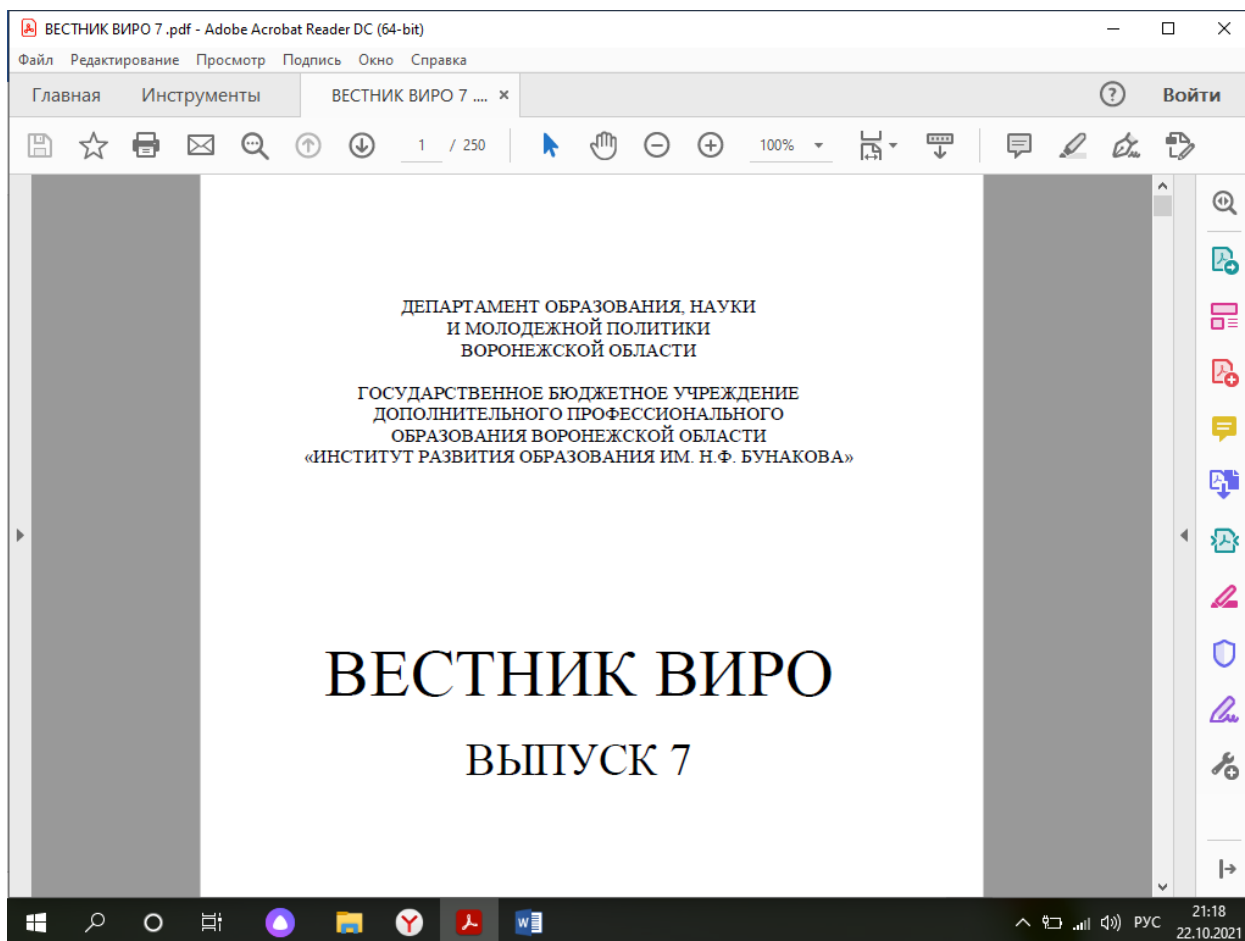 ВЕСТНИК ВИРО 7 .pdf - Adobe Acrobat Reader DC (64-bit)
Файл Редактирование Просмотр Подпись Окно Справка
Главная Инструменты ВЕСТНИК ВИРО 7 .... × Войти
1 / 250 100%
ДЕПАРТАМЕНТ ОБРАЗОВАНИЯ, НАУКИ
И МОЛОДЕЖНОЙ ПОЛИТИКИ
ВОРОНЕЖСКОЙ ОБЛАСТИ
ГОСУДАРСТВЕННОЕ БЮДЖЕТНОЕ УЧРЕЖДЕНИЕ
ДОПОЛНИТЕЛЬНОГО ПРОФЕССИОНАЛЬНОГО
ОБРАЗОВАНИЯ ВОРОНЕЖСКОЙ ОБЛАСТИ
«ИНСТИТУТ РАЗВИТИЯ ОБРАЗОВАНИЯ ИМ. Н.Ф. БУНАКОВА»
ВЕСТНИК ВИРО
ВЫПУСК 7
РУС
21:18
22.10.2021